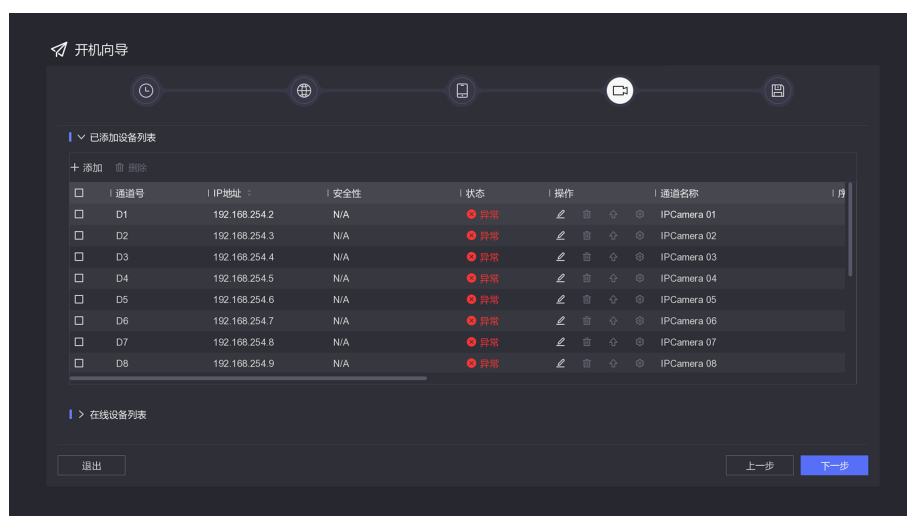 开机向导
已添加设备列表
添加 删除
通道号 IP地址 安全性 状态 操作 通道名称
D1 192.168.254.2 N/A 异常 IPCamera 01
D2 192.168.254.3 N/A 异常 IPCamera 02
D3 192.168.254.4 N/A 异常 IPCamera 03
D4 192.168.254.5 N/A 异常 IPCamera 04
D5 192.168.254.6 N/A 异常 IPCamera 05
D6 192.168.254.7 N/A 异常 IPCamera 06
D7 192.168.254.8 N/A 异常 IPCamera 07
D8 192.168.254.9 N/A 异常 IPCamera 08
在线设备列表
退出 上一步 下一步